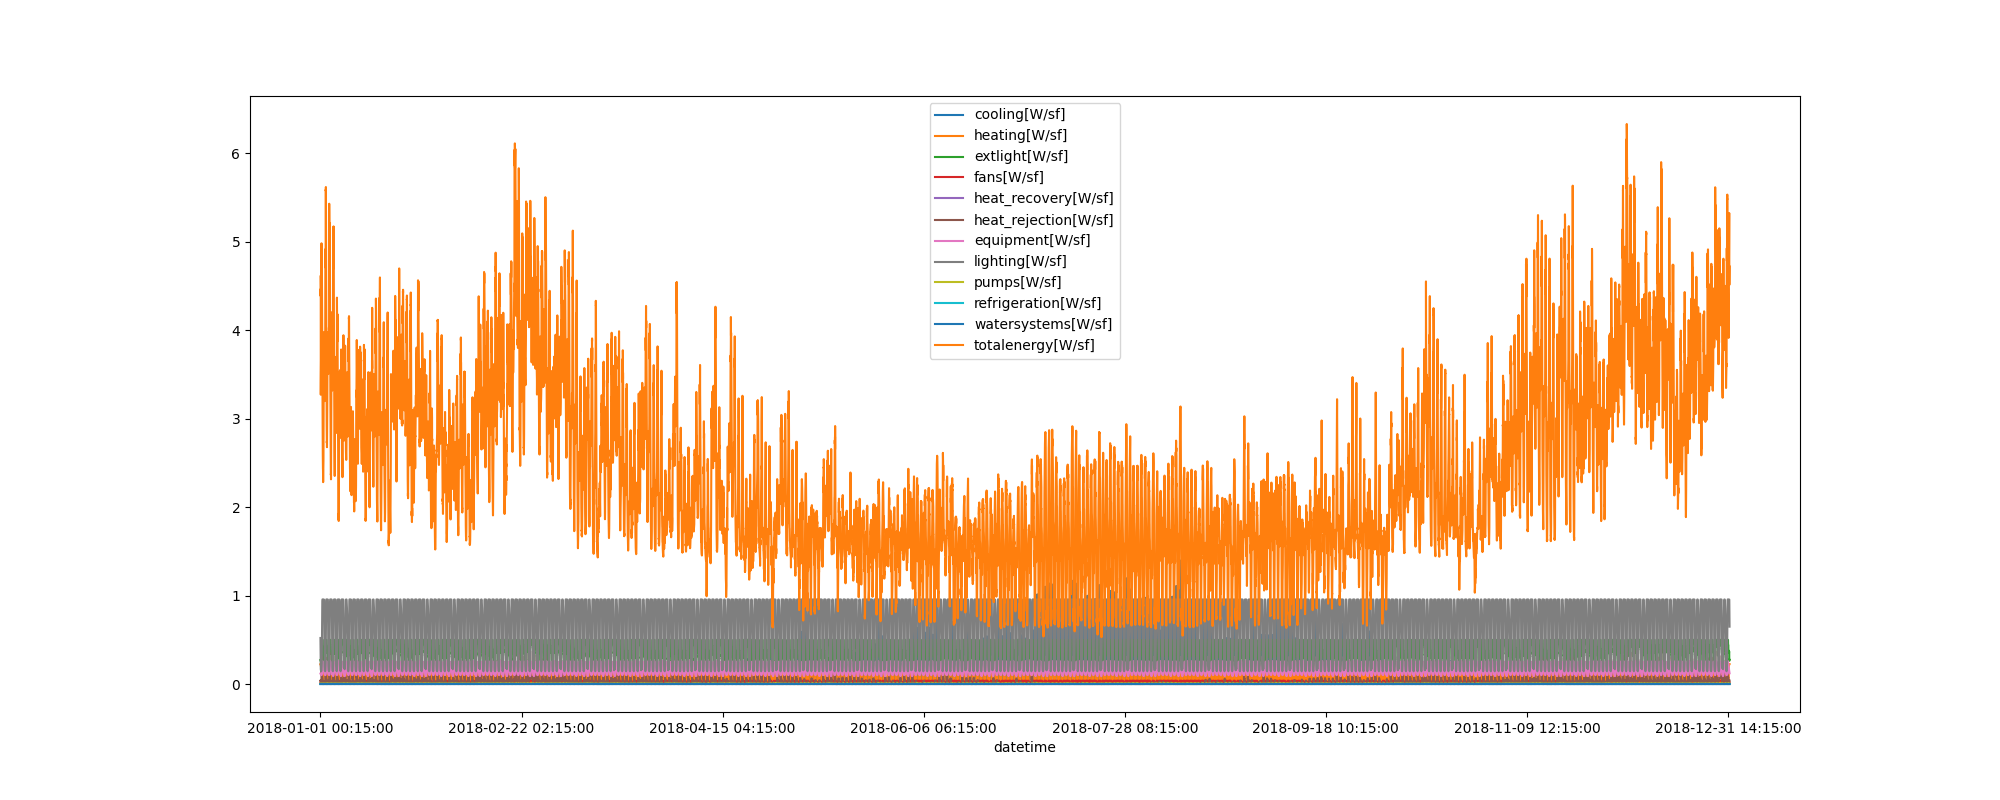 cooling[W/sf]
heating[W/sf]
extlight[W/sf]
fans[W/sf]
heat_recovery[W/sf]
heat_rejection[W/sf]
equipment[W/sf]
lighting[W/sf]
pumps[W/sf]
refrigeration[W/sf]
watersystems[W/sf]
totalenergy[W/sf]
6
5
4
3
2
1
0
2018-01-01 00:15:00 2018-02-22 02:15:00 2018-04-15 04:15:00 2018-06-06 06:15:00 2018-07-28 08:15:00 2018-09-18 10:15:00 2018-11-09 12:15:00 2018-12-31 14:15:00
datetime